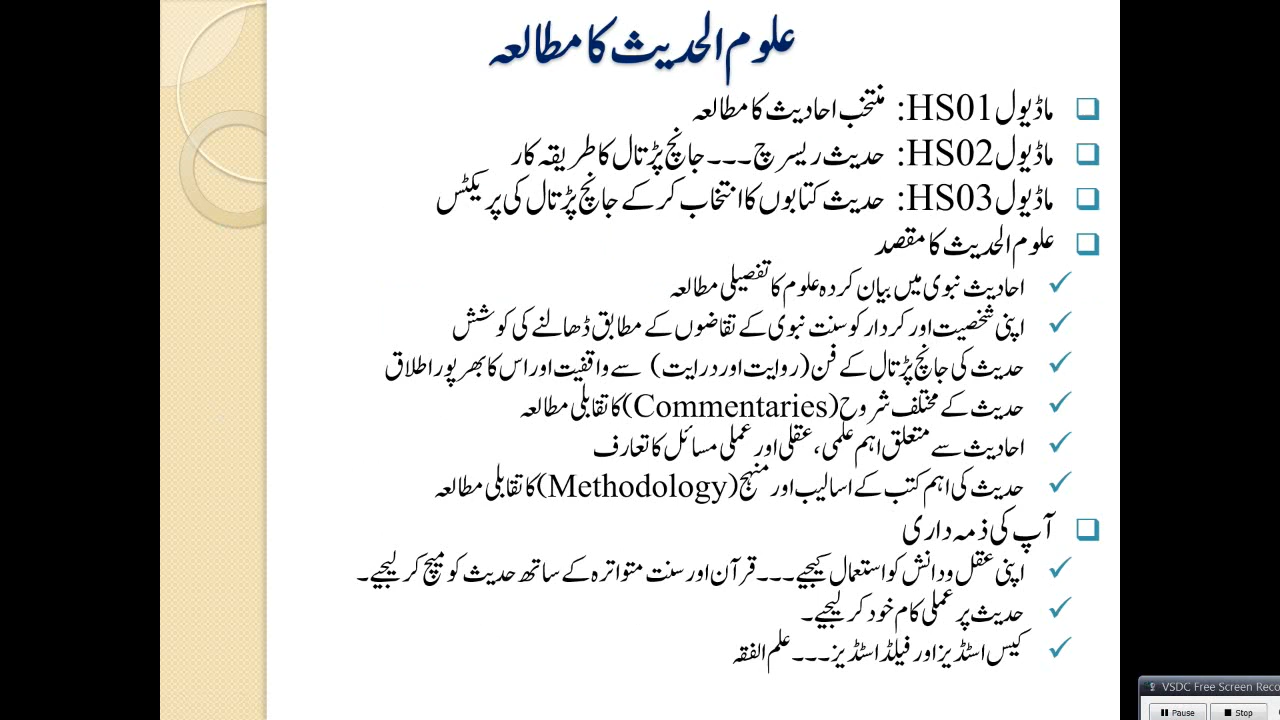 علوم الحدیث کا مطالعہ
ماڈیول HS01: منتخب احادیث کا مطالعہ
ماڈیول HS02: حدیث ریسرچ۔۔۔جانچ پڑتال کا طریقہ کار
ماڈیول HS03: حدیث کتابوں کا انتخاب کر کے جانچ پڑتال کی پریکٹس
علوم الحدیث کا مقصد
احادیث نبوی میں بیان کردہ علوم کا تفصیلی مطالعہ
اپنی شخصیت اور کردار کو سنت نبوی کے تقاضوں کے مطابق ڈھالنے کی کوشش
حدیث کی جانچ پڑتال کے فن (روایت اور درایت) سے واقفیت اور اس کا بھرپور اطلاق
حدیث کے مختلف شروح (Commentaries) کا تقابلی مطالعہ
احادیث سے متعلق اہم علمی، عقلی اور عملی مسائل کا تعارف
حدیث کی اہم کتب کے اسالیب اور منہج (Methodology) کا تقابلی مطالعہ
آپ کی ذمہ داری
اپنی عقل و دانش کو استعمال کیجیے۔۔۔قرآن اور سنت متواترہ کے ساتھ حدیث کو میچ کر لیجیے۔
حدیث پر عملی کام خود کر لیجیے۔
کیس اسٹڈیز اور فیلڈ اسٹڈیز۔۔۔علم الفقہ
VSDC Free Screen Reco
Pause Stop